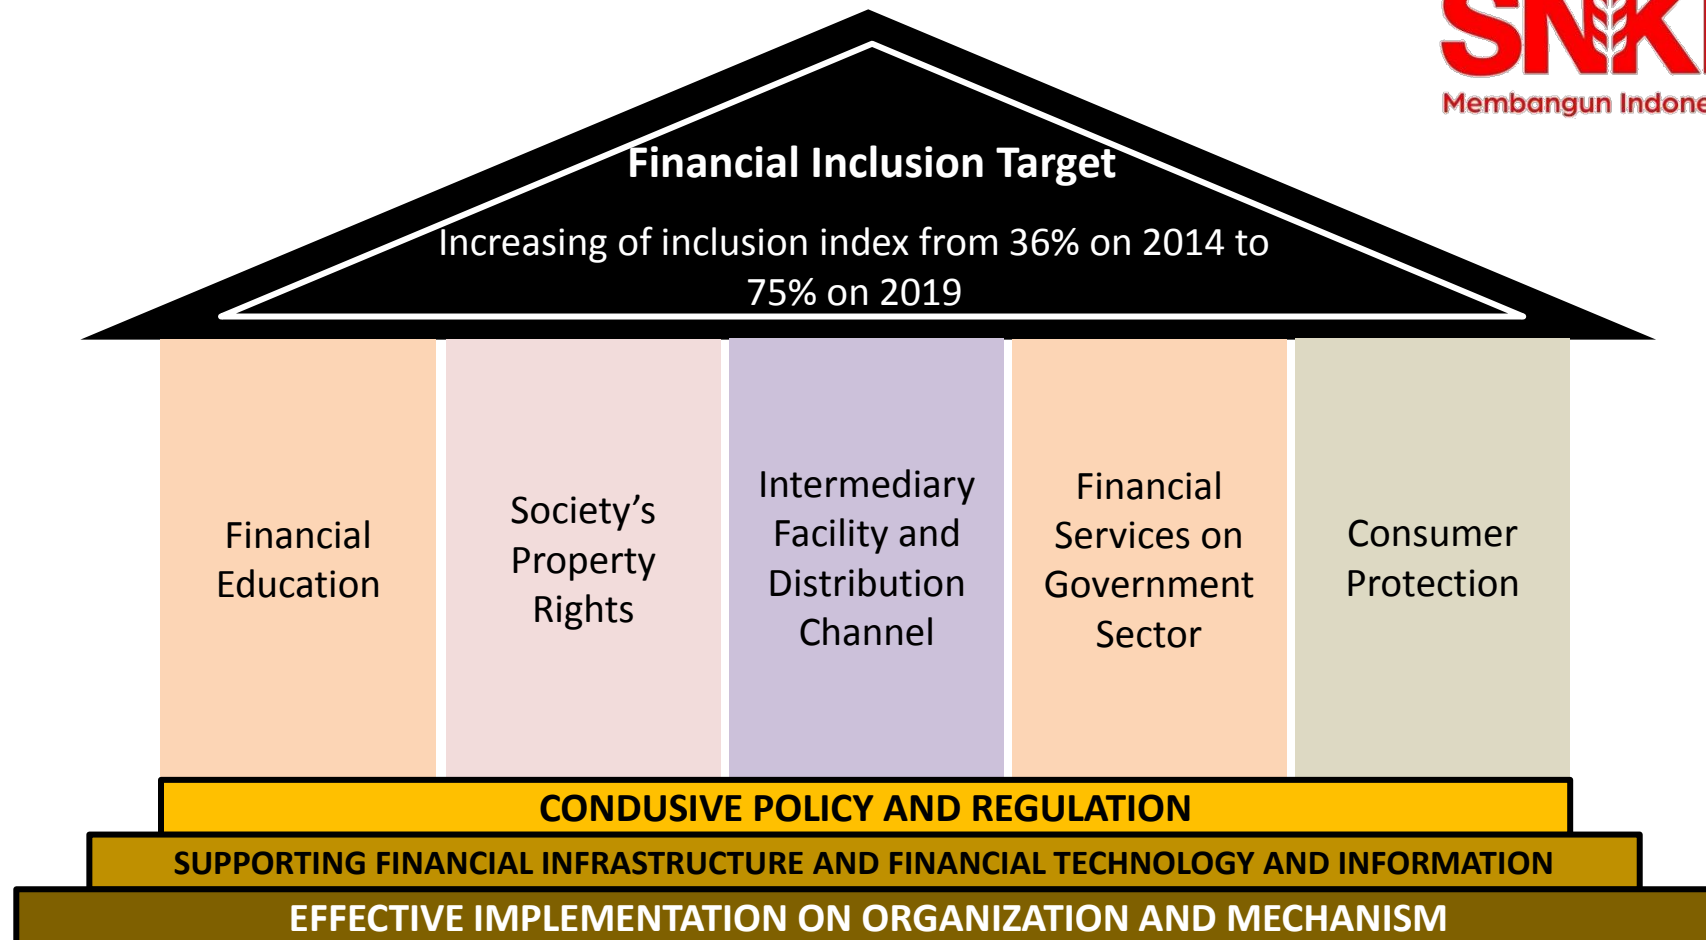 SNK
Membangun Indone
Financial Inclusion Target
Increasing of inclusion index from 36% on 2014 to
75% on 2019
Financial
Education
Society’s
Property
Rights
Intermediary
Facility and
Distribution
Channel
Financial
Services on
Government
Sector
Consumer
Protection
CONDUSIVE POLICY AND REGULATION
SUPPORTING FINANCIAL INFRASTRUCTURE AND FINANCIAL TECHNOLOGY AND INFORMATION
EFFECTIVE IMPLEMENTATION ON ORGANIZATION AND MECHANISM